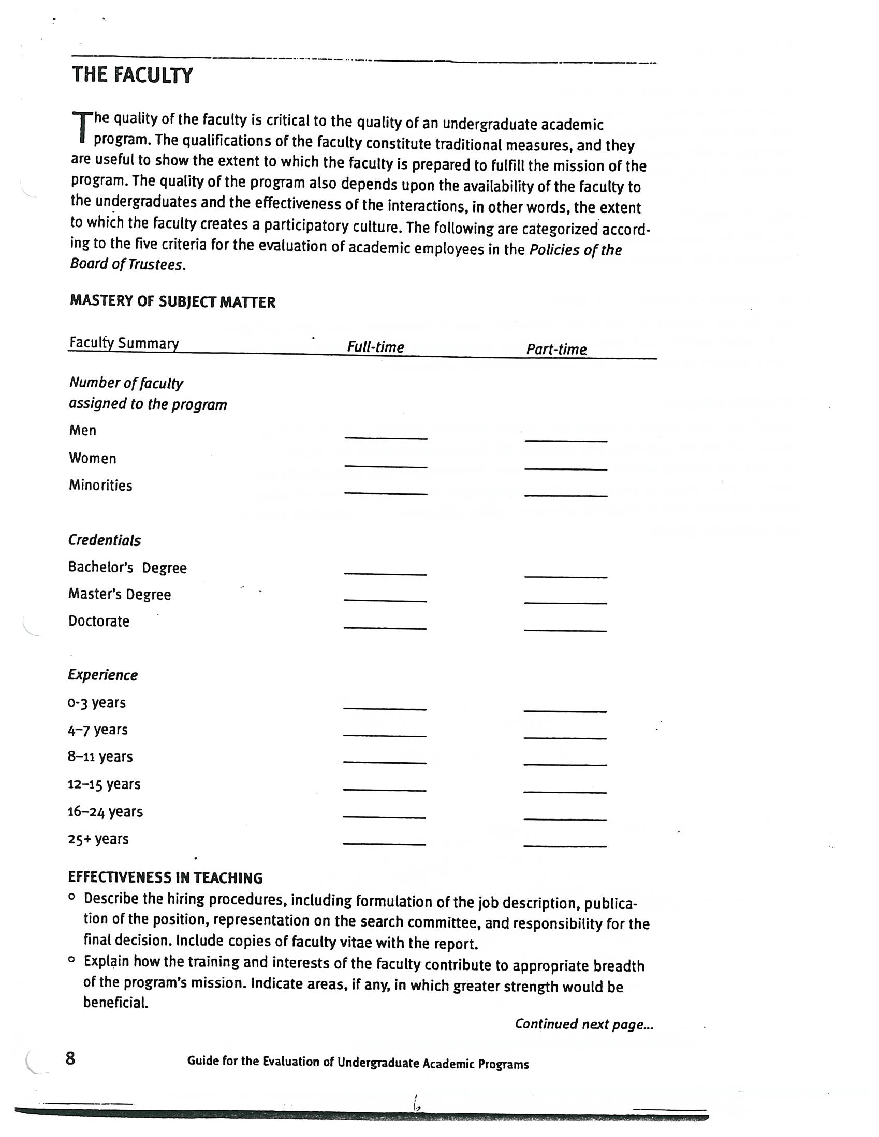 THE FACULTY
The quality of the faculty is critical to the quality of an undergraduate academic
program. The qualifications of the faculty constitute traditional measures, and they
are useful to show the extent to which the faculty is prepared to fulfill the mission of the
program. The quality of the program also depends upon the availability of the faculty to
the undergraduates and the effectiveness of the interactions, in other words, the extent
to which the faculty creates a participatory culture. The following are categorized accord-
ing to the five criteria for the evaluation of academic employees in the Policies of the
Board of Trustees.
MASTERY OF SUBJECT MATTER
Faculty Summary Full-time Part-time
Number of faculty
assigned to the program
Men
Women
Minorities
Credentials
Bachelor's Degree
Master's Degree
Doctorate
Experience
0-3 years
4–7 years
8–11 years
12–15 years
16–24 years
25+ years
EFFECTIVENESS IN TEACHING
° Describe the hiring procedures, including formulation of the job description, publica-
tion of the position, representation on the search committee, and responsibility for the
final decision. Include copies of faculty vitae with the report.
° Explain how the training and interests of the faculty contribute to appropriate breadth
of the program's mission. Indicate areas, if any, in which greater strength would be
beneficial.
Continued next page...
8 Guide for the Evaluation of Undergraduate Academic Programs